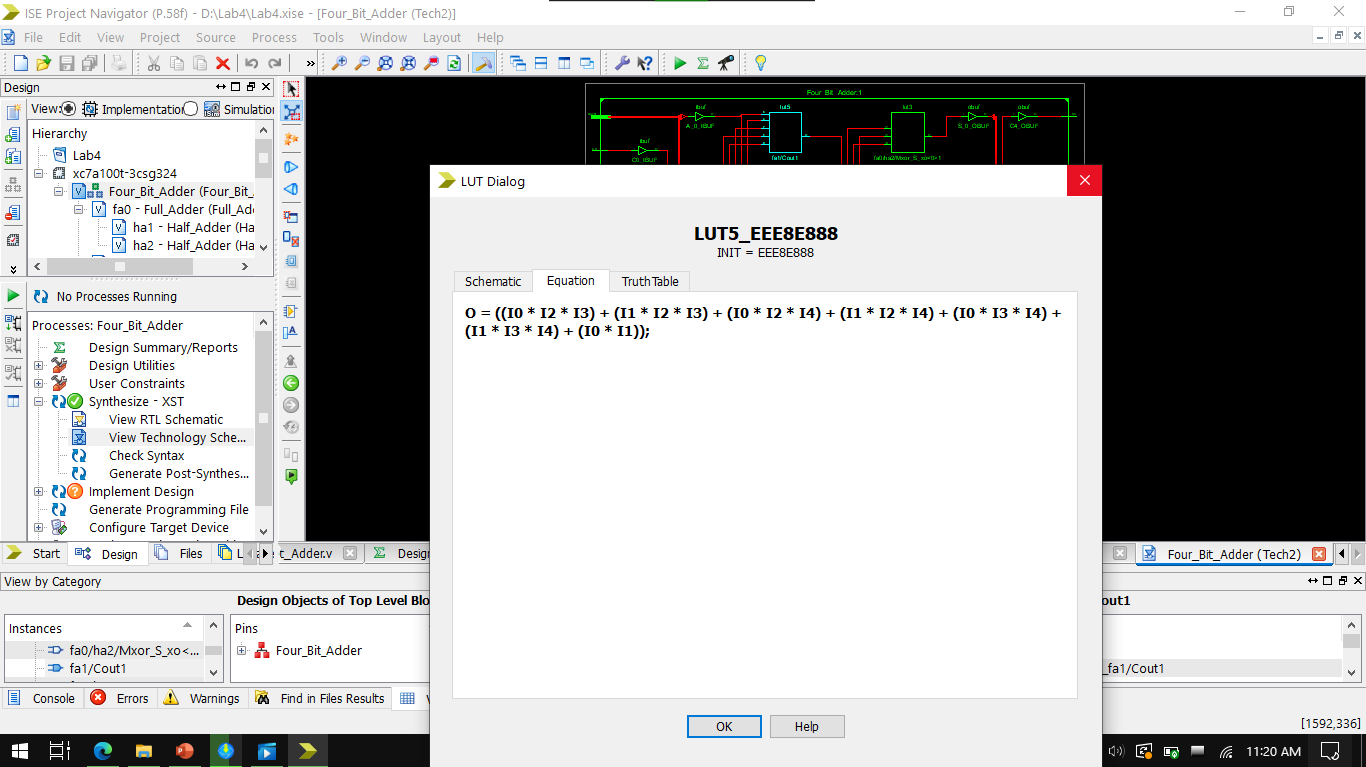 ISE Project Navigator (P.58f) - D:\Lab4\Lab4.xise - [Four_Bit_Adder (Tech2)]
File Edit View Project Source Process Tools Window Layout Help
Design
View: Implementation Simulation
Hierarchy
Lab4
xc7a100t-3csg324
Four_Bit_Adder (Four_Bit_
fa0 - Full_Adder (Full_Ad
ha1 - Half_Adder (Ha
ha2 - Half_Adder (Ha
No Processes Running
Processes: Four_Bit_Adder
Design Summary/Reports
Design Utilities
User Constraints
Synthesize - XST
View RTL Schematic
View Technology Sche...
Check Syntax
Generate Post-Synthes...
Implement Design
Generate Programming File
Configure Target Device
Four_Bit_Adder:1
ibuf
lut5
lut3
obuf
obuf
A_0_IBUF
S_0_OBUF
C4_OBUF
ibuf
C0_IBUF
fa1/Cout1
fa0/ha2/Mxor_S_xo<0>1
LUT Dialog
LUT5_EEE8E888
INIT = EEE8E888
Schematic Equation TruthTable
O = ((I0 * I2 * I3) + (I1 * I2 * I3) + (I0 * I2 * I4) + (I1 * I2 * I4) + (I0 * I3 * I4) +
(I1 * I3 * I4) + (I0 * I1));
OK Help
Start Design Files
t_Adder.v
Design
Four_Bit_Adder (Tech2)
View by Category
Design Objects of Top Level Blo
out1
Instances
fa0/ha2/Mxor_S_xo<...
fa1/Cout1
Pins
Four_Bit_Adder
_fa1/Cout1
Console Errors Warnings Find in Files Results
[1592,336]
11:20 AM